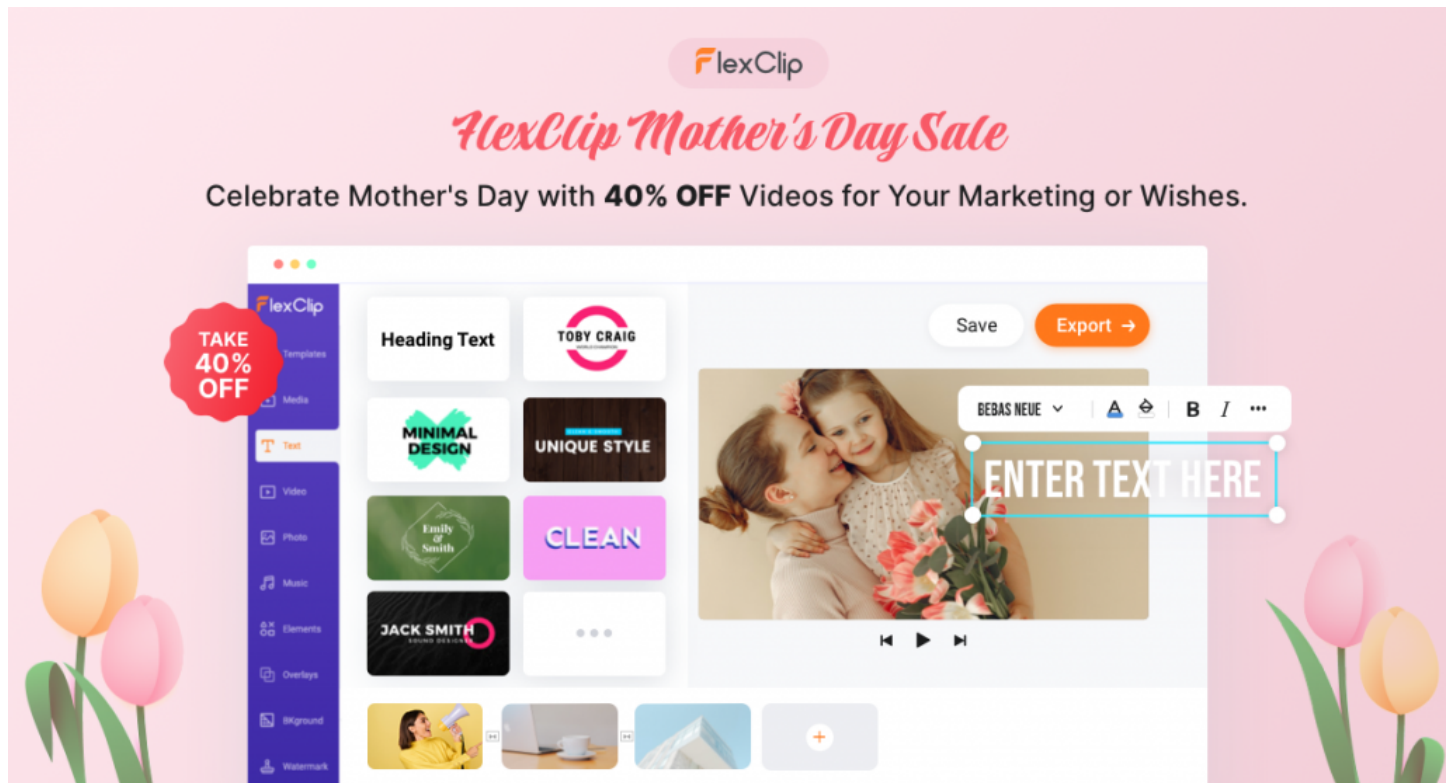 FlexClip
FlexClip Mother's Day Sale
Celebrate Mother's Day with 40% OFF Videos for Your Marketing or Wishes.
TAKE
40%
OFF
FlexClip
Templates
Media
Text
Video
Photo
Music
Elements
Overlays
BKground
Watermark
Heading Text
TOBY CRAIG
MINIMAL
DESIGN
UNIQUE STYLE
Emily
&
Smith
CLEAN
JACK SMITH
SOUND DESIGNER
Save
Export
BEBAS NEUE
A
B
I
ENTER TEXT HERE